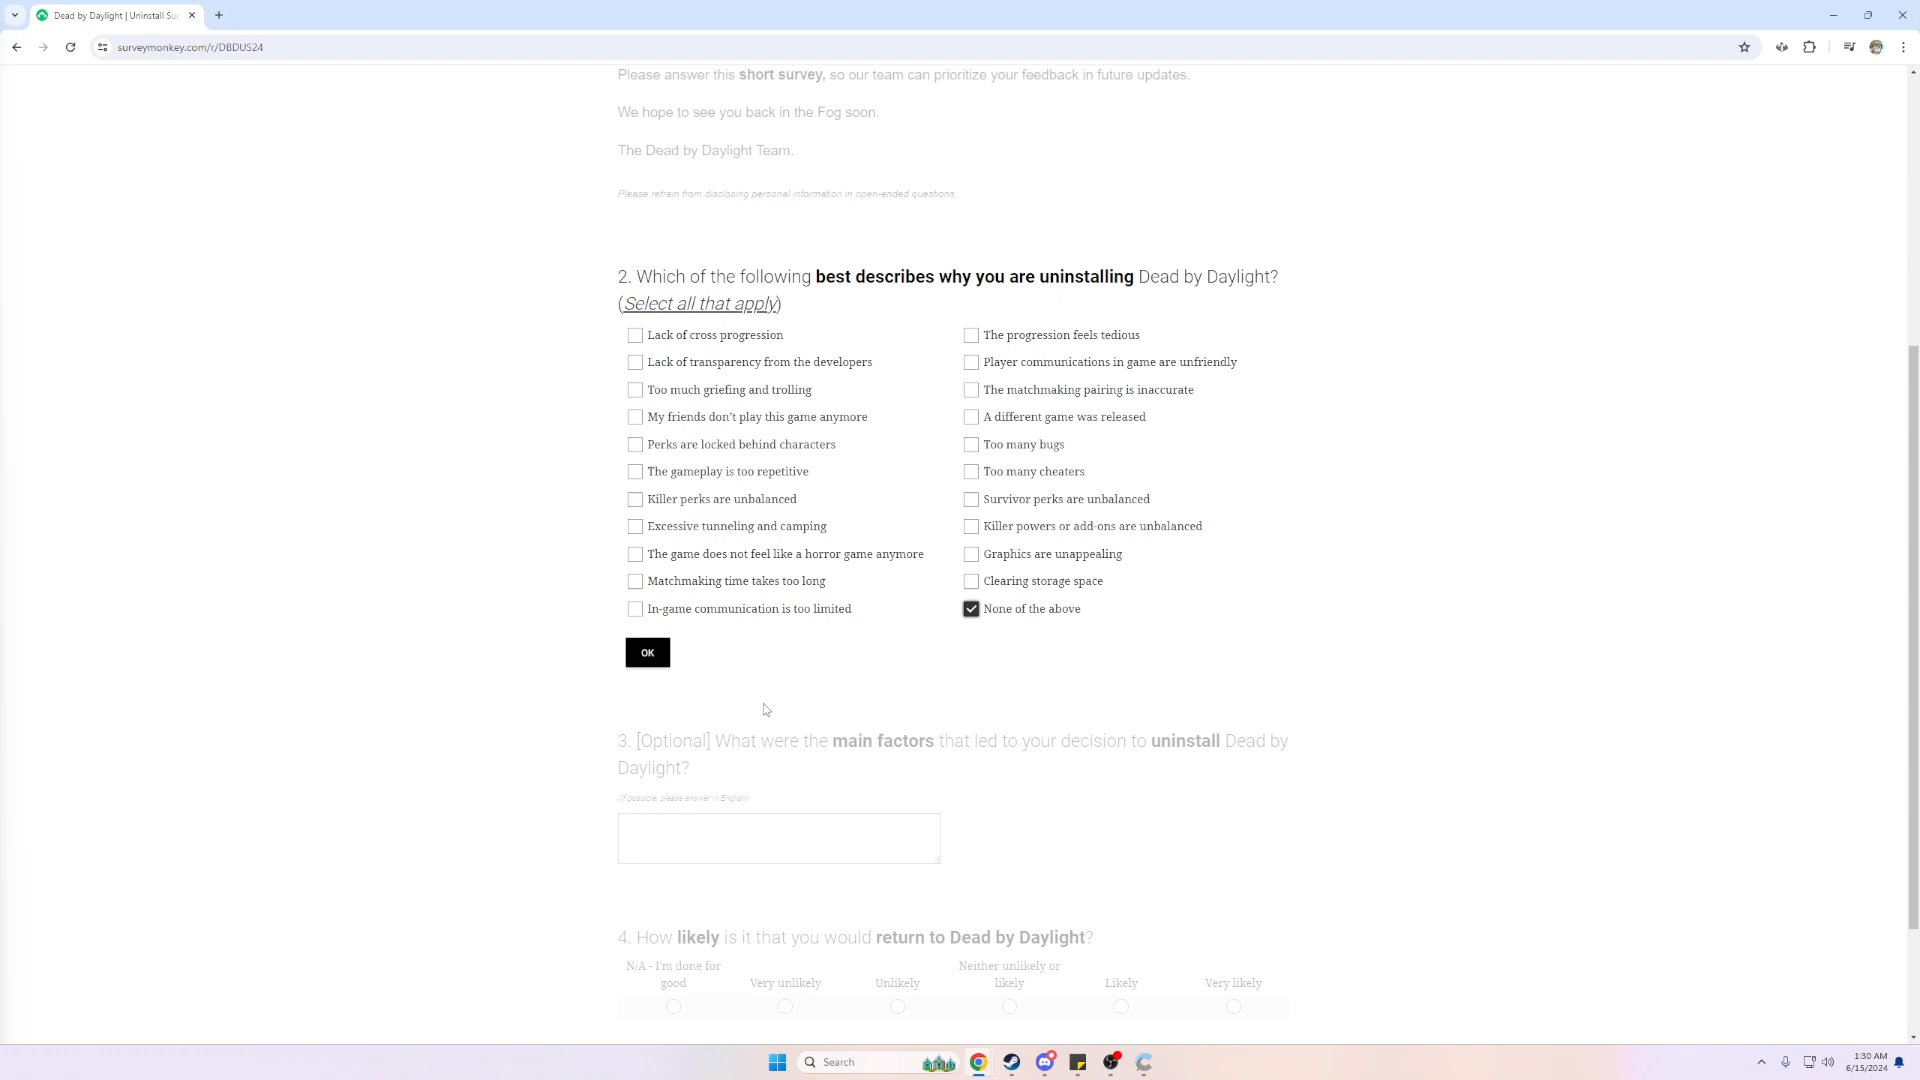 Dead by Daylight | Uninstall Su
surveymonkey.com/r/DBDUS24
Please answer this short survey, so our team can prioritize your feedback in future updates.
We hope to see you back in the Fog soon.
The Dead by Daylight Team.
Please refrain from disclosing personal information in open-ended questions.
2. Which of the following best describes why you are uninstalling Dead by Daylight?
(Select all that apply)
Lack of cross progression
The progression feels tedious
Lack of transparency from the developers
Player communications in game are unfriendly
Too much griefing and trolling
The matchmaking pairing is inaccurate
My friends don't play this game anymore
A different game was released
Perks are locked behind characters
Too many bugs
The gameplay is too repetitive
Too many cheaters
Killer perks are unbalanced
Survivor perks are unbalanced
Excessive tunneling and camping
Killer powers or add-ons are unbalanced
The game does not feel like a horror game anymore
Graphics are unappealing
Matchmaking time takes too long
Clearing storage space
In-game communication is too limited
None of the above
OK
3. [Optional] What were the main factors that led to your decision to uninstall Dead by
Daylight?
(If possible, please answer in English)
4. How likely is it that you would return to Dead by Daylight?
N/A - I'm done for
good
Very unlikely
Unlikely
Neither unlikely or
likely
Likely
Very likely
Search
1:30 AM
6/15/2024